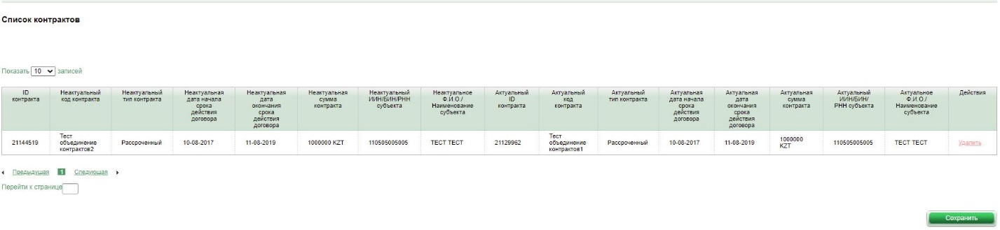 Список контрактов
Показать 10 записей
ID контракта Неактуальный код контракта Неактуальный тип контракта Неактуальная дата начала срока действия договора Неактуальная дата окончания срока действия договора Неактуальная сумма контракта Неактуальный ИИН/БИН/РНН субъекта Неактуальное Ф.И.О./ Наименование субъекта Актуальный ID контракта Актуальный код контракта Актуальный тип контракта Актуальная дата начала срока действия договора Актуальная дата окончания срока действия договора Актуальная сумма контракта Актуальный ИИН/БИН/ РНН субъекта Актуальное Ф.И.О./ Наименование субъекта Действия
21144519 Тест объединение контрактов2 Рассроченный 10-08-2017 11-08-2019 1000000 KZT 110505005005 ТЕСТ ТЕСТ 21129962 Тест объединение контрактов1 Рассроченный 10-08-2017 11-08-2019 1000000 KZT 110505005005 ТЕСТ ТЕСТ Удалить
Предыдущая 1 Следующая
Перейти к странице
Сохранить